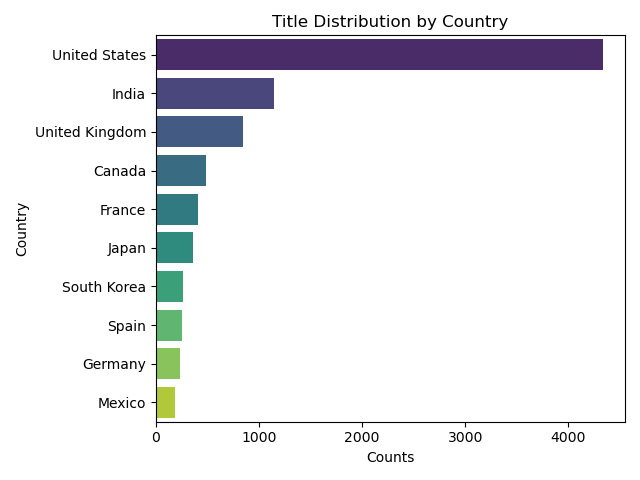 Title Distribution by Country
United States
India
United Kingdom
Canada
France
Japan
South Korea
Spain
Germany
Mexico
Country
0 1000 2000 3000 4000
Counts